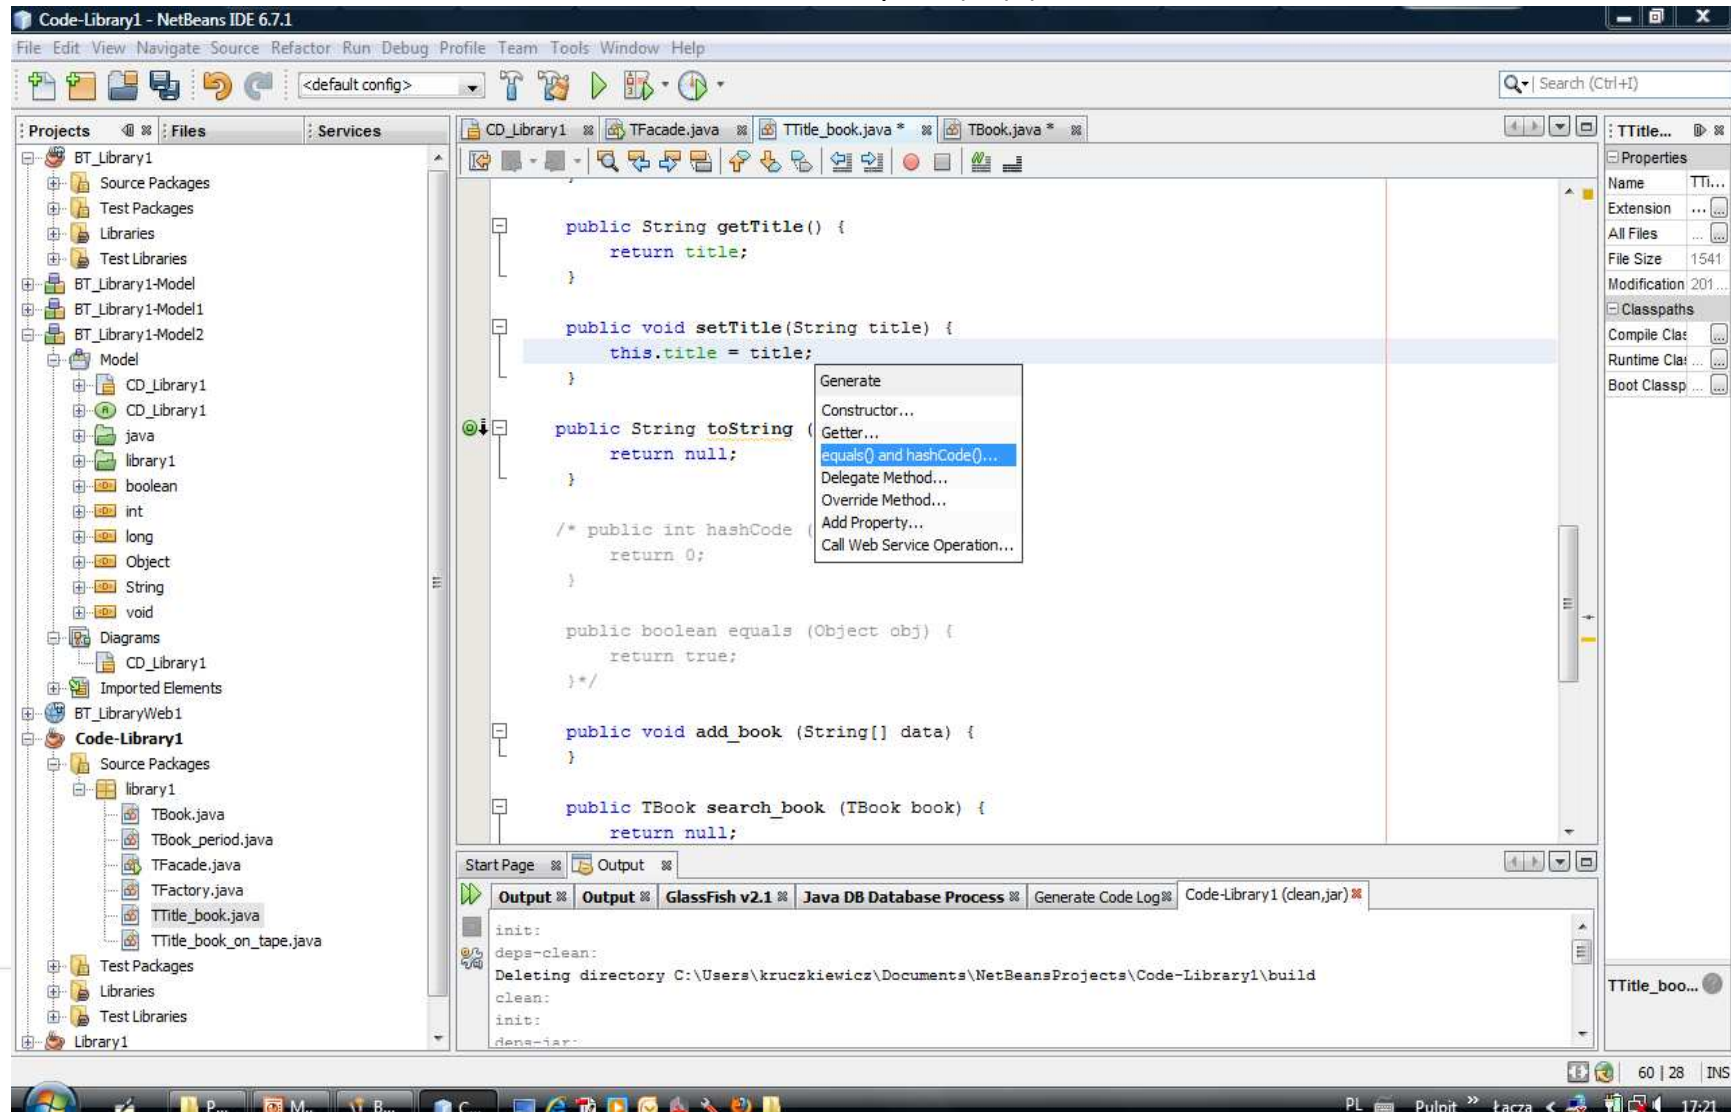 Code-Library1 - NetBeans IDE 6.7.1
File Edit View Navigate Source Refactor Run Debug Profile Team Tools Window Help
<default config>
Search (Ctrl+I)
Projects
Files
Services
BT_Library1
Source Packages
Test Packages
Libraries
Test Libraries
BT_Library1-Model
BT_Library1-Model1
BT_Library1-Model2
Model
CD_Library1
CD_Library1
java
library1
boolean
int
long
Object
String
void
Diagrams
CD_Library1
Imported Elements
BT_LibraryWeb1
Code-Library1
Source Packages
library1
TBook.java
TBook_period.java
TFacade.java
TFactory.java
TTitle_book.java
TTitle_book_on_tape.java
Test Packages
Libraries
Test Libraries
Library1
CD_Library1
TFacade.java
TTitle_book.java *
TBook.java *
public String getTitle() {
return title;
}
public void setTitle(String title) {
this.title = title;
}
public String toString (
return null;
}
/* public int hashCode (
return 0;
}
public boolean equals (Object obj) {
return true;
}*/
public void add_book (String[] data) {
}
public TBook search_book (TBook book) {
return null;
Generate
Constructor...
Getter...
equals() and hashCode()...
Delegate Method...
Override Method...
Add Property...
Call Web Service Operation...
TTitle...
Properties
Name TTi...
Extension ...
All Files ...
File Size 1541
Modification 201...
Classpaths
Compile Clas
Runtime Clas ...
Boot Classp ...
TTitle_boo...
Start Page
Output
Output
Output
GlassFish v2.1
Java DB Database Process
Generate Code Log
Code-Library1 (clean,jar)
init:
deps-clean:
Deleting directory C:\Users\kruczkiewicz\Documents\NetBeansProjects\Code-Library1\build
clean:
init:
deps-jar:
60 | 28 INS
P... M... B... C... PL Pulpit » Łącza < 17:21